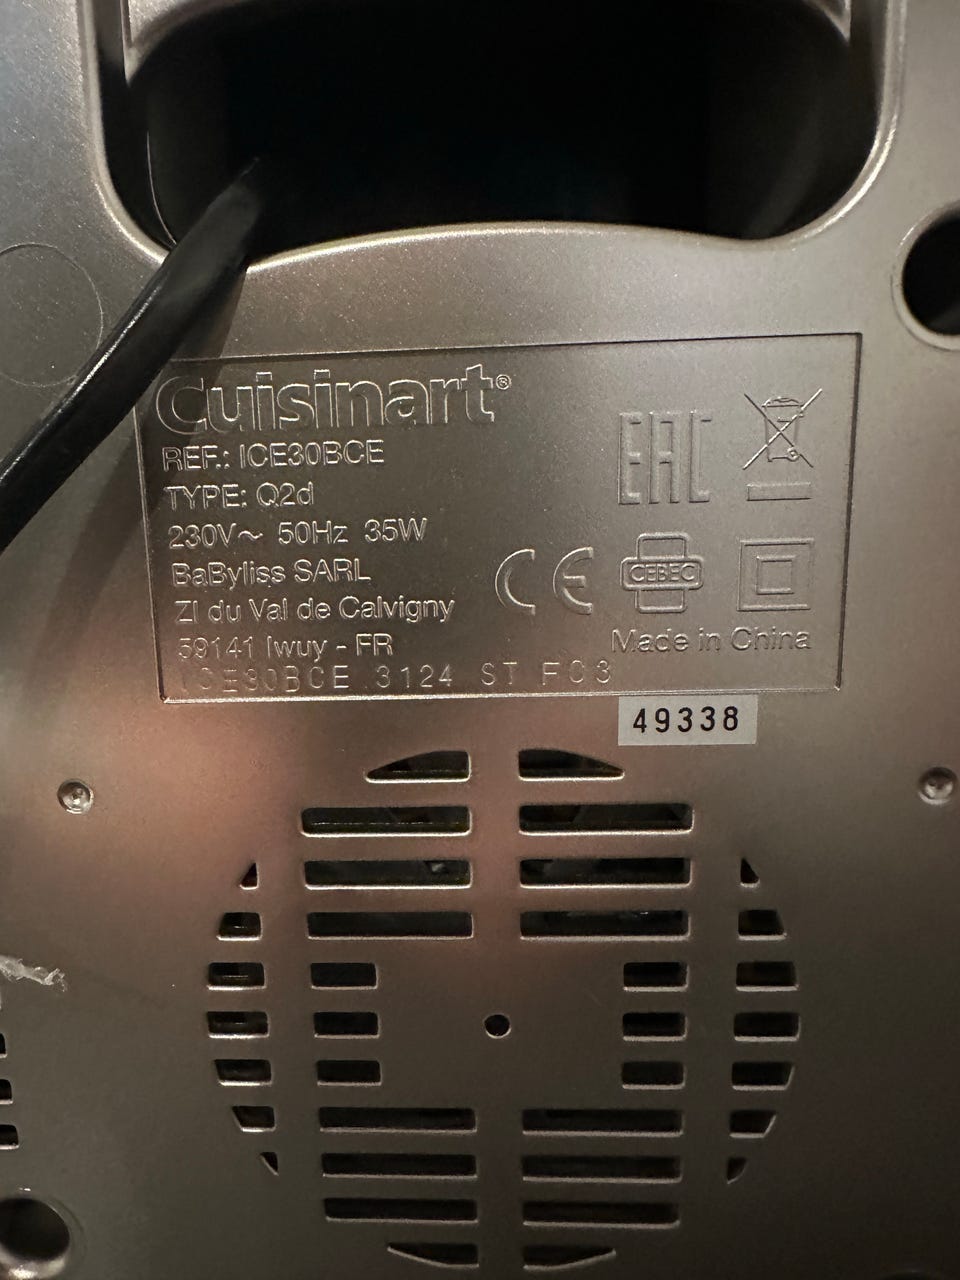 Cuisinart®
REF.: ICE30BCE
TYPE: Q2d
230V~ 50Hz 35W
BaByliss SARL
ZI du Val de Calvigny
59141 Iwuy - FR
ICE30BCE 3124 ST FC3
EAC
CE
CEBEC
Made in China
49338